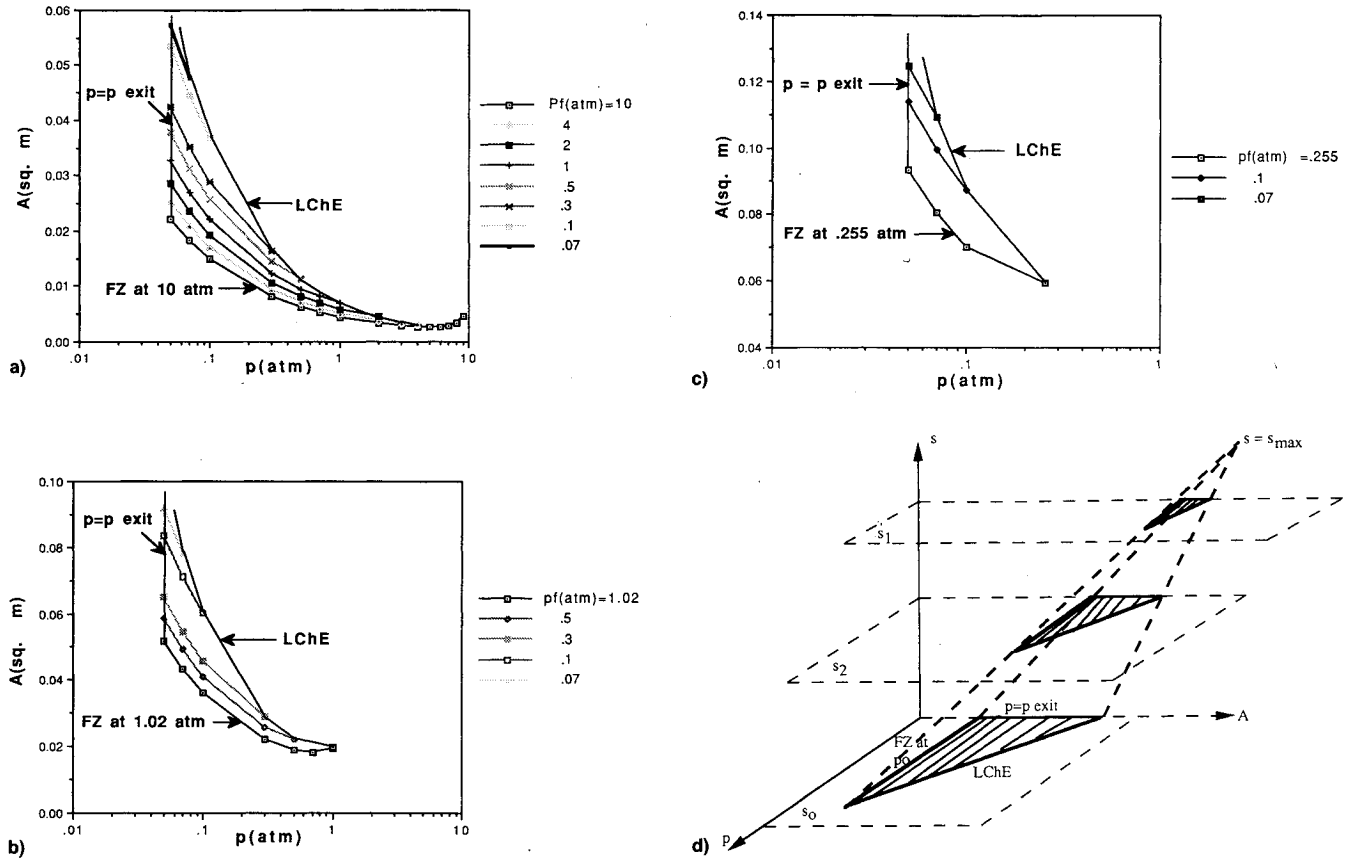 0.06
0.05
0.04
0.03
0.02
0.01
0.00
A(sq. m)
p=p exit
LChE
FZ at 10 atm
.01
.1
1
10
p(atm)
Pf(atm)=10
4
2
1
.5
.3
.1
.07
a)
0.14
0.12
0.10
0.08
0.06
0.04
A(sq. m)
p = p exit
LChE
FZ at .255 atm
.01
.1
1
p(atm)
pf(atm) =.255
.1
.07
c)
0.10
0.08
0.06
0.04
0.02
0.00
A(sq. m)
p=p exit
LChE
FZ at 1.02 atm
.01
.1
1
10
p(atm)
pf(atm)=1.02
.5
.3
.1
.07
b)
s
s = smax
s1
s2
p=p exit
A
FZ at
po
LChE
so
p
d)